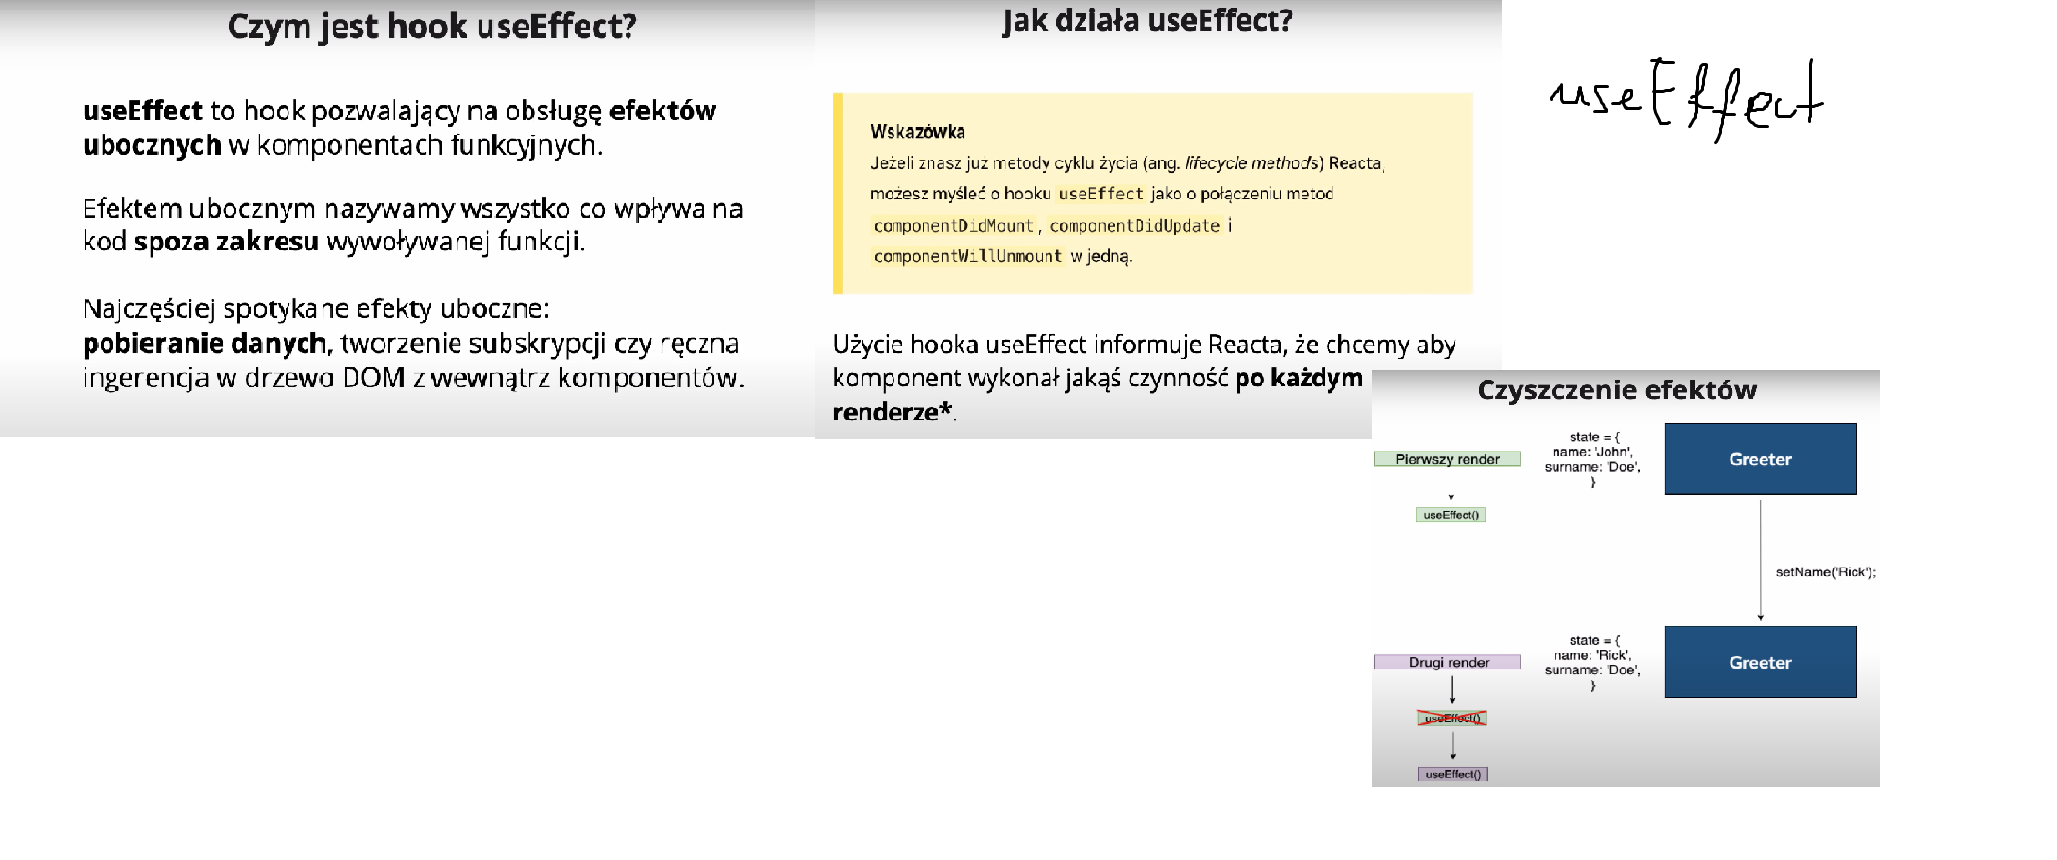 Czym jest hook useEffect?
useEffect to hook pozwalający na obsługę efektów
ubocznych w komponentach funkcyjnych.
Efektem ubocznym nazywamy wszystko co wpływa na
kod spoza zakresu wywoływanej funkcji.
Najczęściej spotykane efekty uboczne:
pobieranie danych, tworzenie subskrypcji czy ręczna
ingerencja w drzewo DOM z wewnątrz komponentów.
Jak działa useEffect?
Wskazówka
Jeżeli znasz już metody cyklu życia (ang. lifecycle methods) Reacta,
możesz myśleć o hooku useEffect jako o połączeniu metod
componentDidMount, componentDidUpdate i
componentWillUnmount w jedną.
Użycie hooka useEffect informuje Reacta, że chcemy aby
komponent wykonał jakąś czynność po każdym
renderze*.
useEffect
Czyszczenie efektów
Pierwszy render
useEffect()
state = {
name: 'John',
surname: 'Doe',
}
Greeter
setName('Rick');
Drugi render
useEffect()
useEffect()
state = {
name: 'Rick',
surname: 'Doe',
}
Greeter